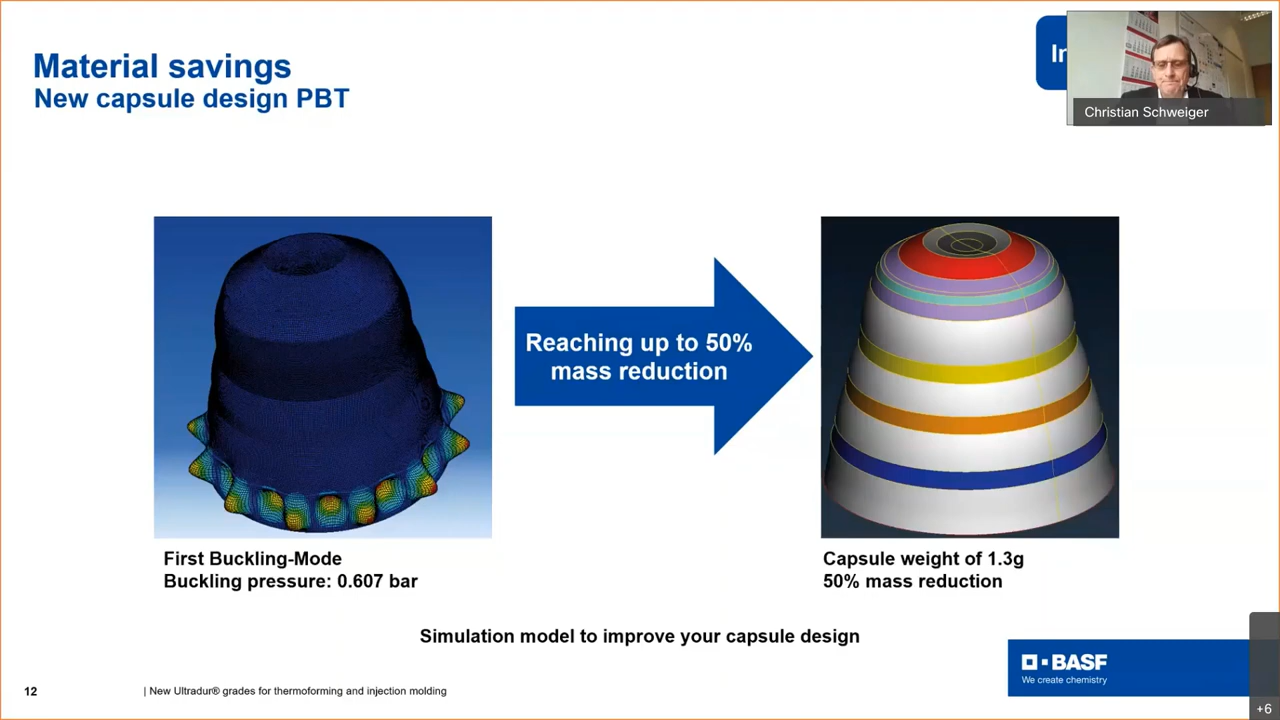 Material savings
New capsule design PBT
In
Christian Schweiger
Reaching up to 50%
mass reduction
First Buckling-Mode
Buckling pressure: 0.607 bar
Capsule weight of 1.3g
50% mass reduction
Simulation model to improve your capsule design
12
| New Ultradur® grades for thermoforming and injection molding
BASF
We create chemistry
+6